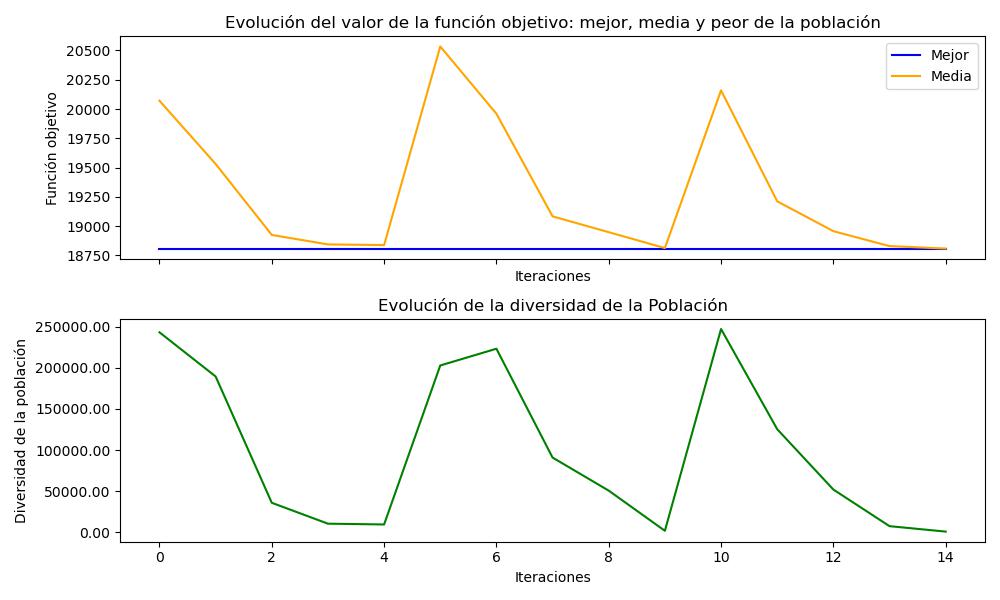 Evolución del valor de la función objetivo: mejor, media y peor de la población
20500
20250
20000
19750
19500
19250
19000
18750
Función objetivo
Mejor
Media
Iteraciones
Evolución de la diversidad de la Población
250000.00
200000.00
150000.00
100000.00
50000.00
0.00
Diversidad de la población
0 2 4 6 8 10 12 14
Iteraciones